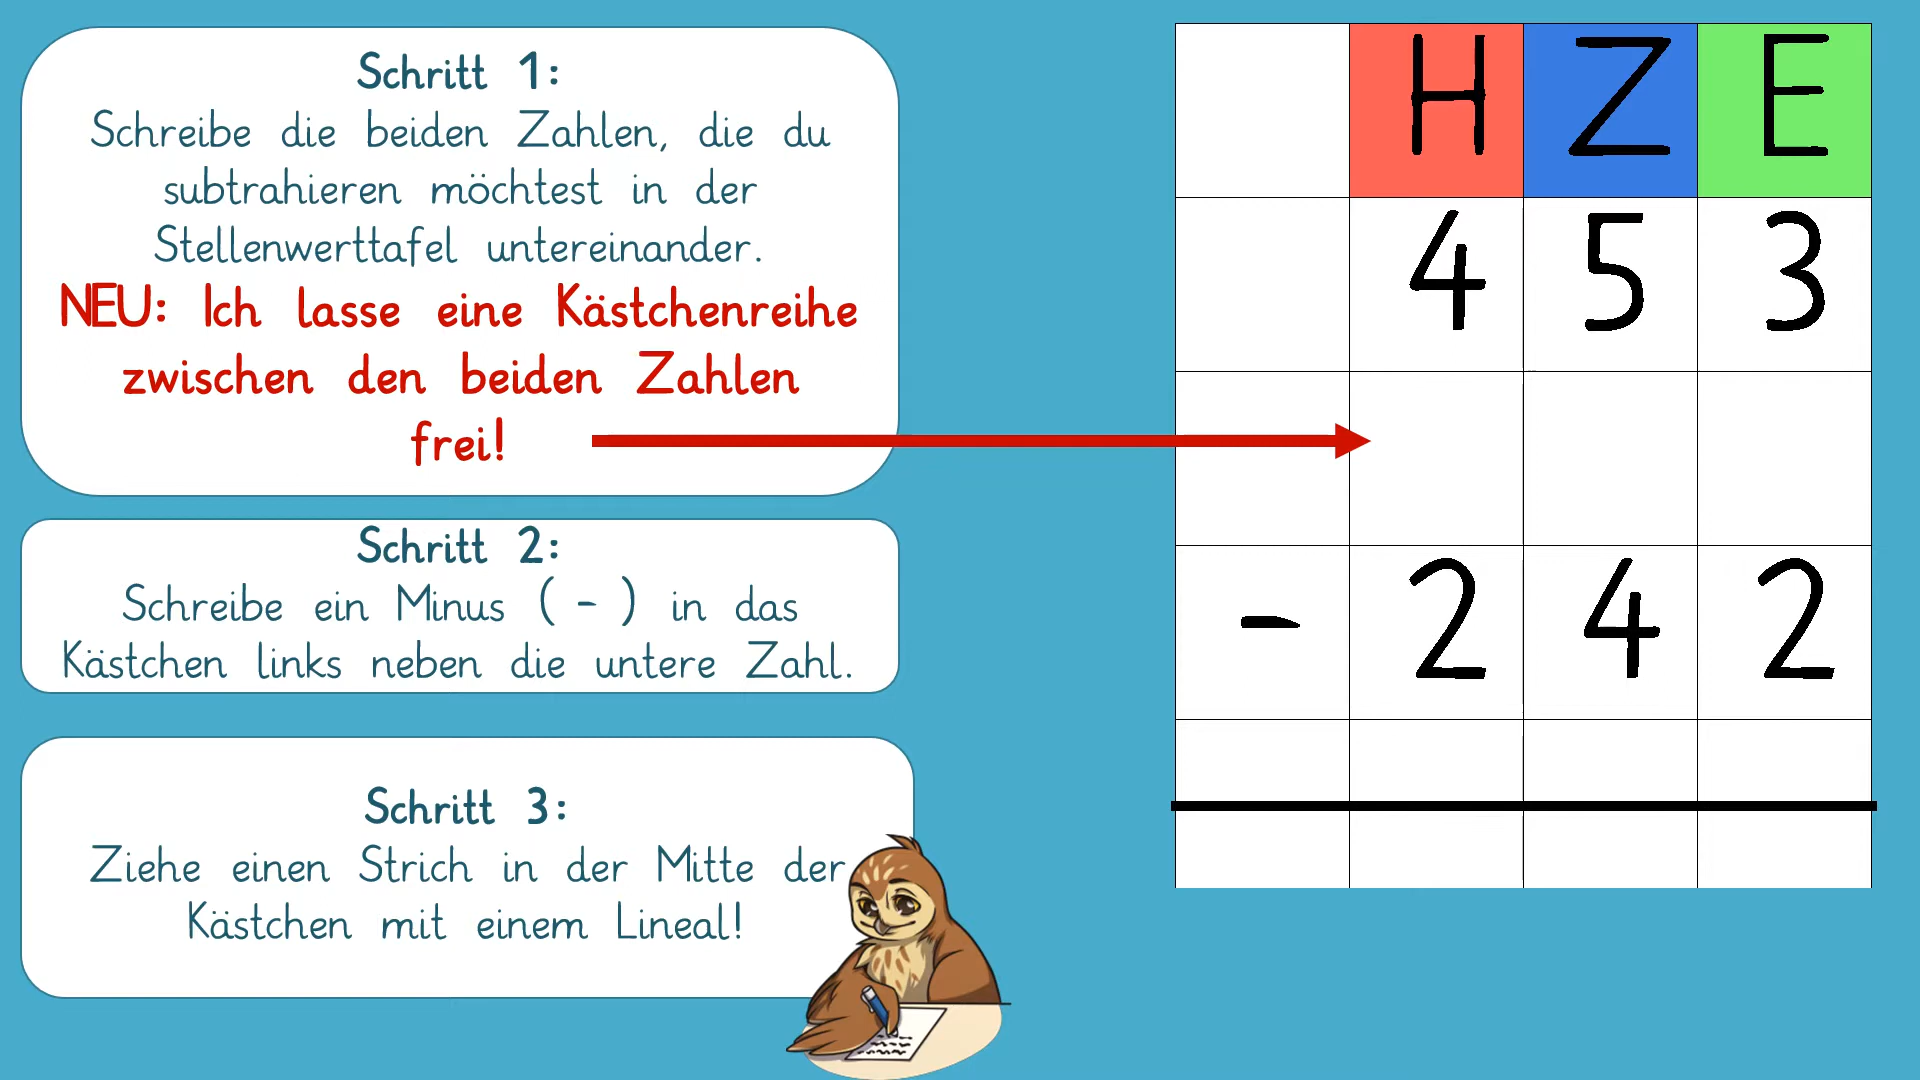 Schritt 1:
Schreibe die beiden Zahlen, die du
subtrahieren möchtest in der
Stellenwerttafel untereinander.
NEU: Ich lasse eine Kästchenreihe
zwischen den beiden Zahlen
frei!
Schritt 2:
Schreibe ein Minus ( - ) in das
Kästchen links neben die untere Zahl.
Schritt 3:
Ziehe einen Strich in der Mitte der
Kästchen mit einem Lineal!
H Z E
4 5 3
- 2 4 2